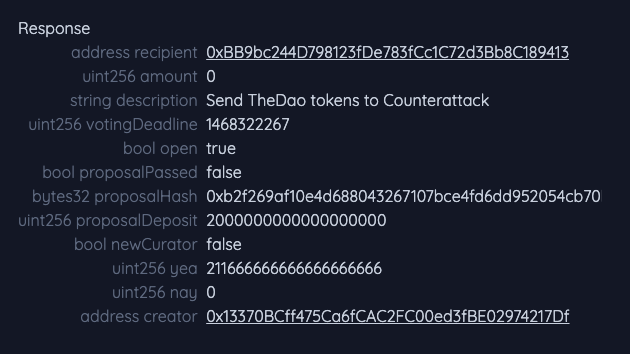 Response
address recipient 0xBB9bc244D798123fDe783fCc1C72d3Bb8C189413
uint256 amount 0
string description Send TheDao tokens to Counterattack
uint256 votingDeadline 1468322267
bool open true
bool proposalPassed false
bytes32 proposalHash 0xb2f269af10e4d688043267107bce4fd6dd952054cb70
uint256 proposalDeposit 2000000000000000000
bool newCurator false
uint256 yea 211666666666666666666
uint256 nay 0
address creator 0x13370BCff475Ca6fCAC2FC00ed3fBE02974217Df